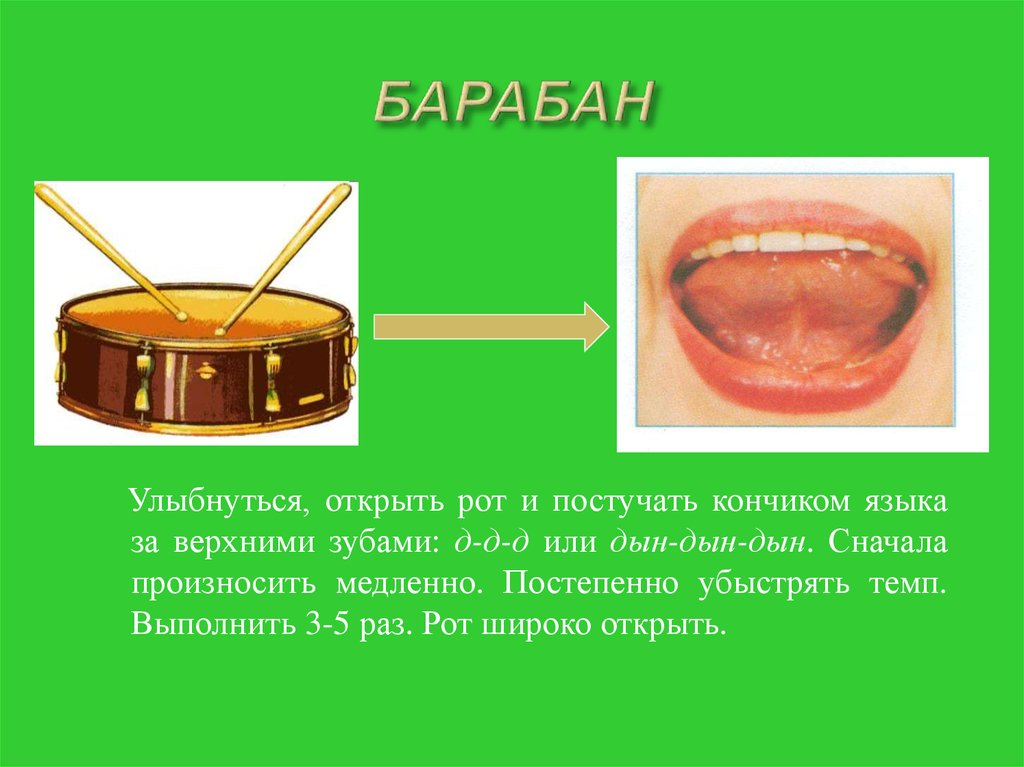 БАРАБАН
Улыбнуться, открыть рот и постучать кончиком языка
за верхними зубами: д-д-д или дын-дын-дын. Сначала
произносить медленно. Постепенно убыстрять темп.
Выполнить 3-5 раз. Рот широко открыть.